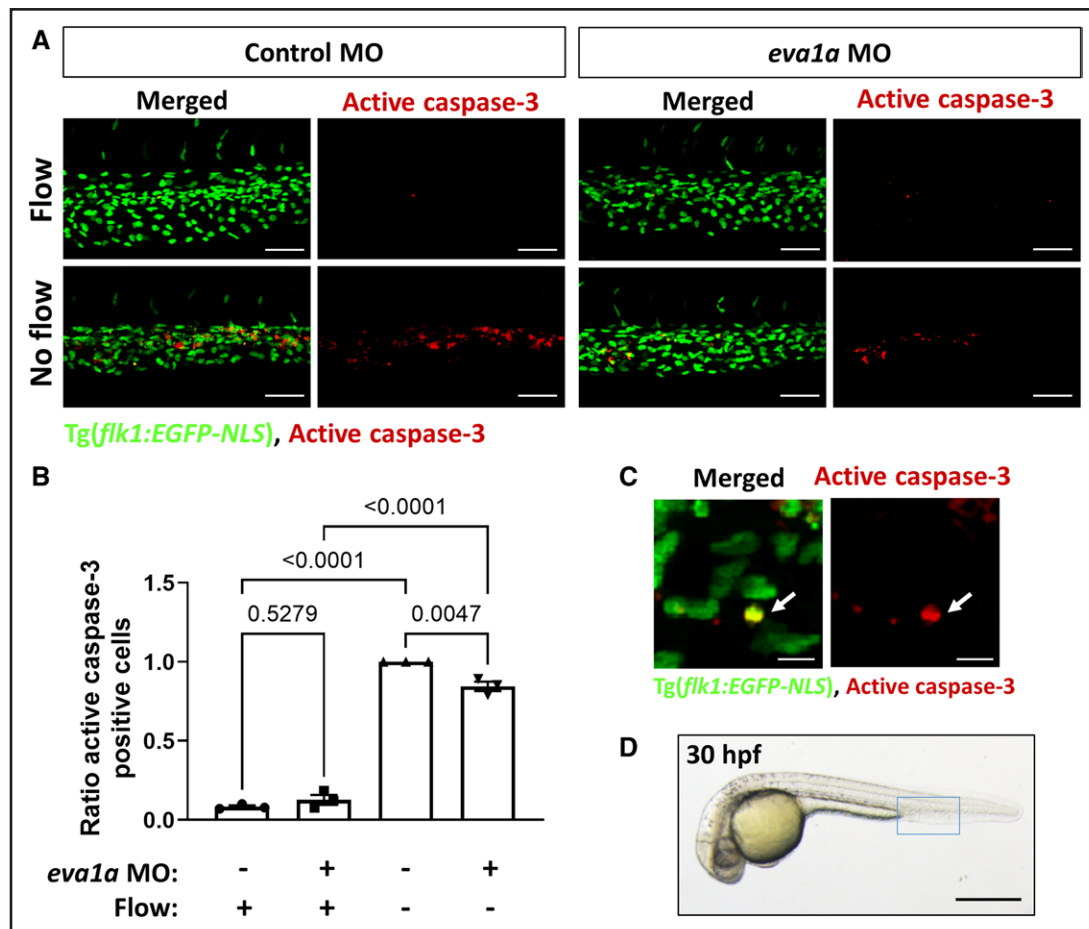 A
Control MO
eva1a MO
Merged
Active caspase-3
Merged
Active caspase-3
Flow
No flow
Tg(flk1:EGFP-NLS), Active caspase-3
B
Ratio active caspase-3
positive cells
1.5
1.0
0.5
0.0
<0.0001
<0.0001
0.5279
0.0047
eva1a MO:
- + - +
Flow:
+ + - -
C
Merged
Active caspase-3
Tg(flk1:EGFP-NLS), Active caspase-3
D
30 hpf